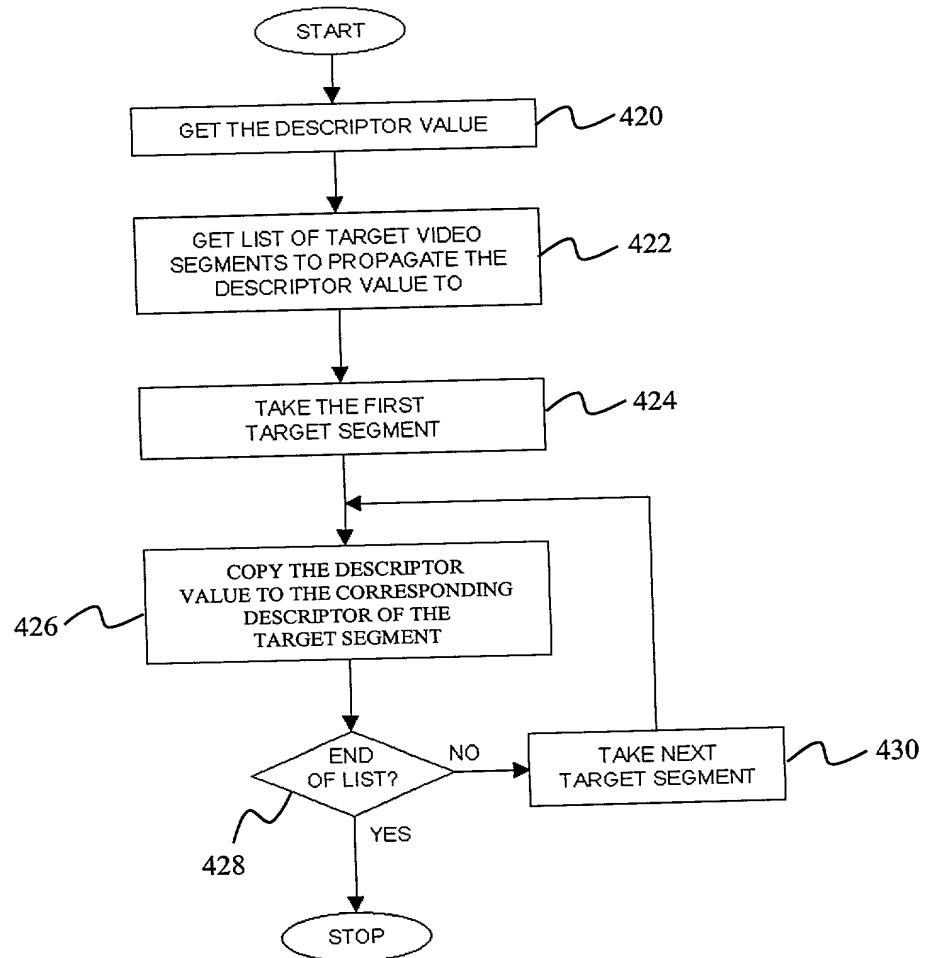 START
GET THE DESCRIPTOR VALUE
420
GET LIST OF TARGET VIDEO
SEGMENTS TO PROPAGATE THE
DESCRIPTOR VALUE TO
422
TAKE THE FIRST
TARGET SEGMENT
424
COPY THE DESCRIPTOR
VALUE TO THE CORRESPONDING
DESCRIPTOR OF THE
TARGET SEGMENT
426
END
OF LIST?
NO
TAKE NEXT
TARGET SEGMENT
430
428
YES
STOP